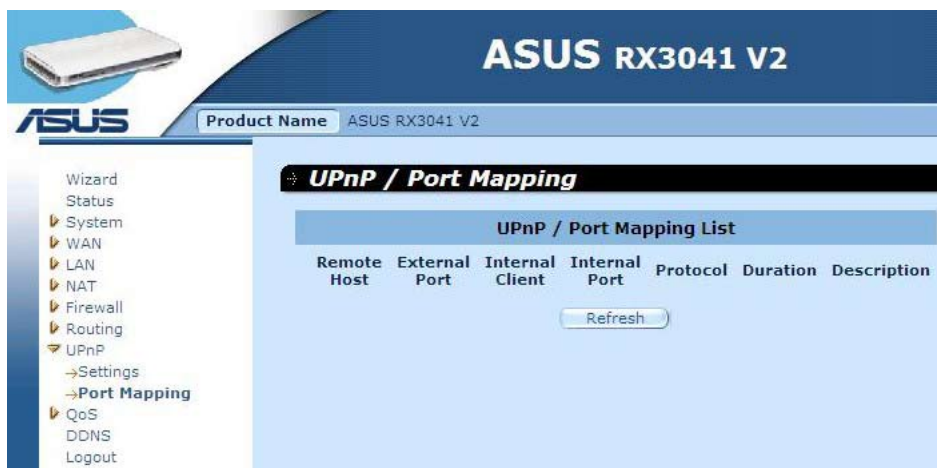 ASUS RX3041 V2
ASUS
Product Name ASUS RX3041 V2
Wizard
Status
System
WAN
LAN
NAT
Firewall
Routing
UPnP
→Settings
→Port Mapping
QoS
DDNS
Logout
UPnP / Port Mapping
UPnP / Port Mapping List
Remote Host External Port Internal Client Internal Port Protocol Duration Description
Refresh